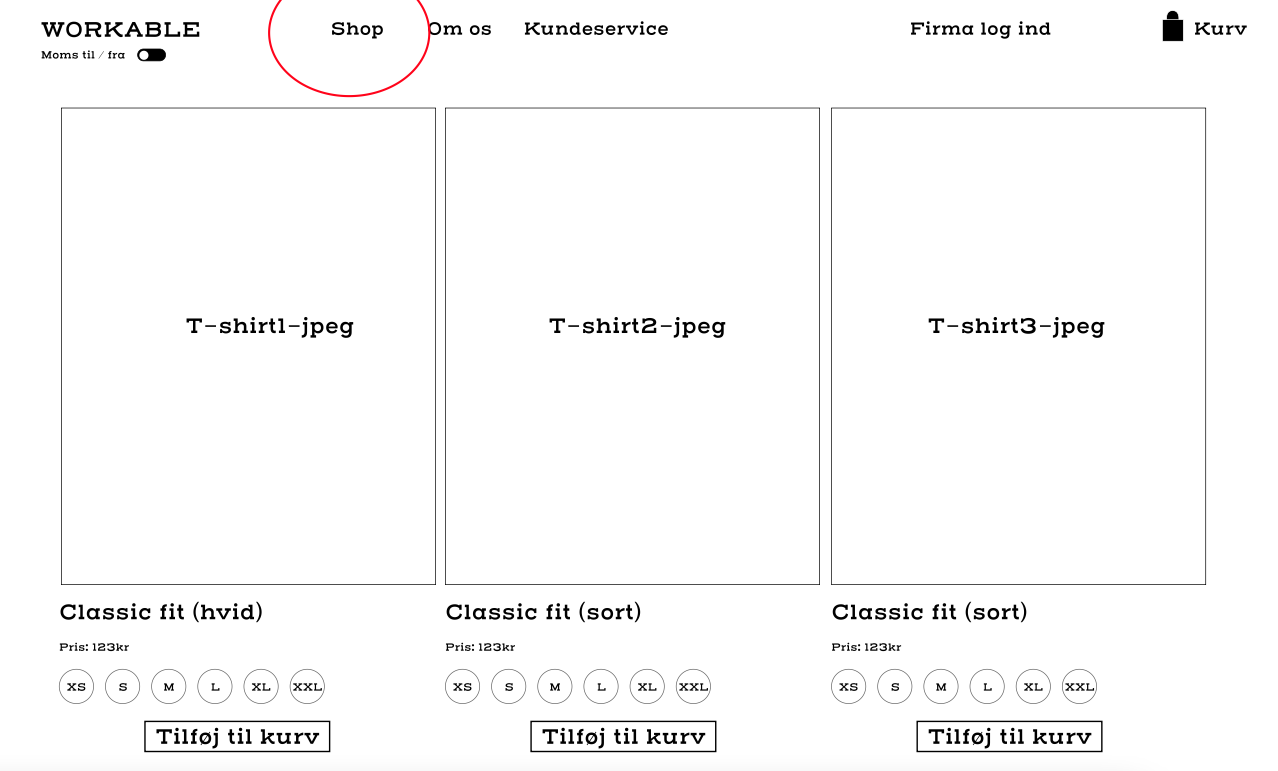 WORKABLE Shop Om os Kundeservice Firma log ind Kurv
Moms til / fra
T-shirt1-jpeg T-shirt2-jpeg T-shirt3-jpeg
Classic fit (hvid) Classic fit (sort) Classic fit (sort)
Pris: 123kr Pris: 123kr Pris: 123kr
XS S M L XL XXL XS S M L XL XXL XS S M L XL XXL
Tilføj til kurv Tilføj til kurv Tilføj til kurv